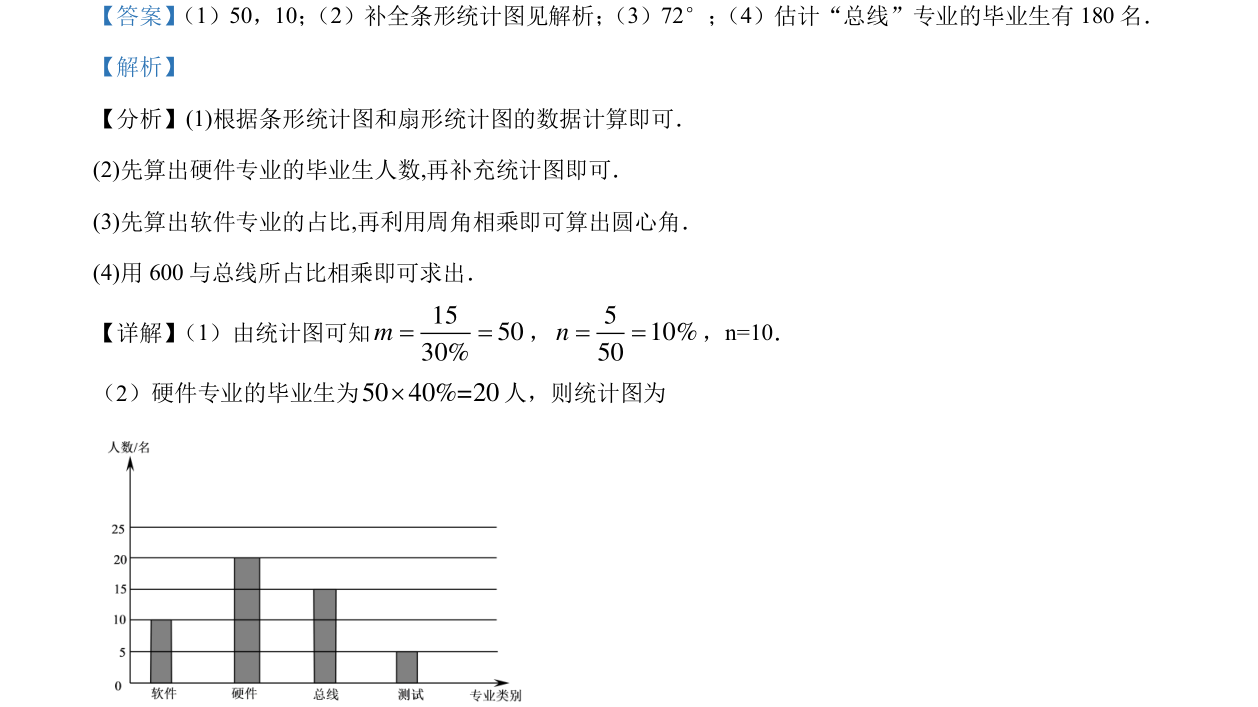 【答案】（1）50，10；（2）补全条形统计图见解析；（3）72°；（4）估计“总线”专业的毕业生有 180 名．
【解析】
【分析】(1)根据条形统计图和扇形统计图的数据计算即可．
(2)先算出硬件专业的毕业生人数,再补充统计图即可．
(3)先算出软件专业的占比,再利用周角相乘即可算出圆心角．
(4)用 600 与总线所占比相乘即可求出．
【详解】（1）由统计图可知 m = 15/30% = 50，n = 5/50 = 10%，n=10．
（2）硬件专业的毕业生为50×40%=20 人，则统计图为
人数/名
25
20
15
10
5
0
软件 硬件 总线 测试 专业类别